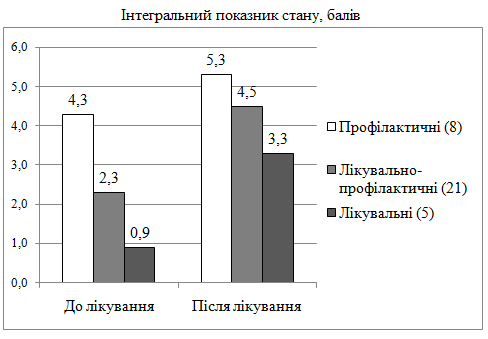 Інтегральний показник стану, балів
6,0
5,0
4,0
3,0
2,0
1,0
0,0
4,3
2,3
0,9
5,3
4,5
3,3
До лікування
Після лікування
Профілактичні (8)
Лікувально-
профілактичні (21)
Лікувальні (5)